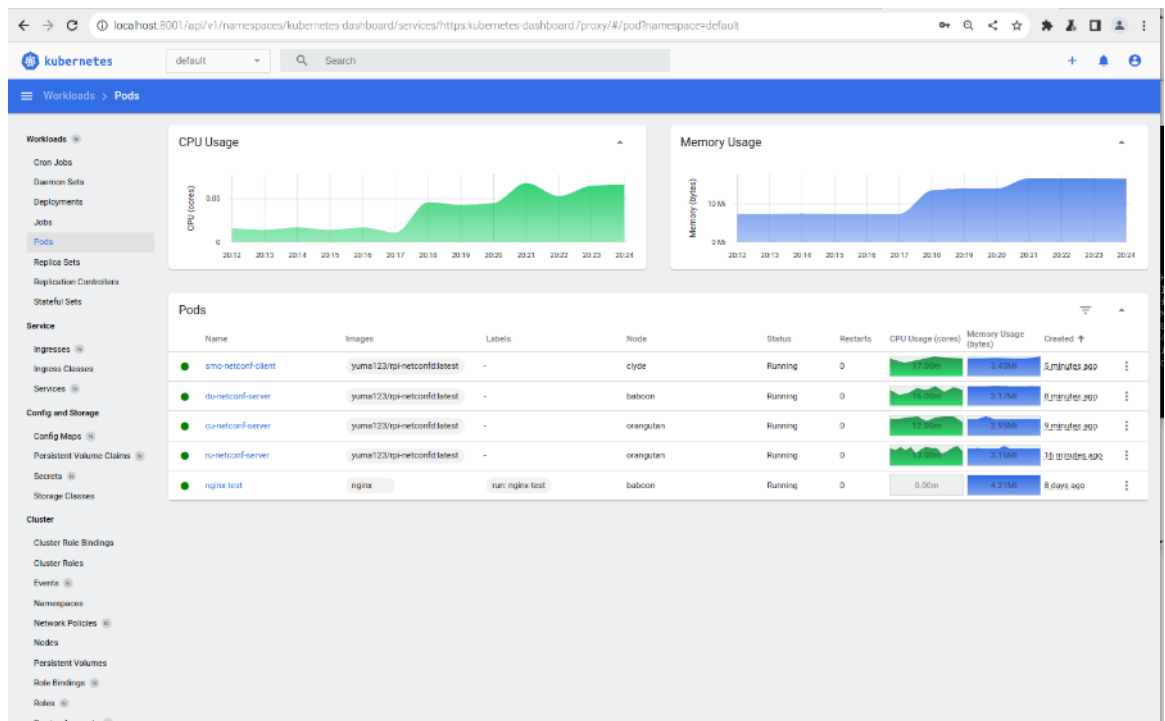 localhost:8001/api/v1/namespaces/kubernetes-dashboard/services/https:kubernetes-dashboard:/proxy/#/pod?namespace=default
kubernetes
default
Search
Workloads > Pods
Workloads N
Cron Jobs
Daemon Sets
Deployments
Jobs
Pods
Replica Sets
Replication Controllers
Stateful Sets
Service
Ingresses N
Ingress Classes
Services N
Config and Storage
Config Maps N
Persistent Volume Claims N
Secrets N
Storage Classes
Cluster
Cluster Role Bindings
Cluster Roles
Events N
Namespaces
Network Policies N
Nodes
Persistent Volumes
Role Bindings N
Roles N
CPU Usage
CPU (cores)
0.05
0
20:12 20:13 20:14 20:15 20:16 20:17 20:18 20:19 20:20 20:21 20:22 20:23 20:24
Memory Usage
Memory (bytes)
10 Mi
0 Mi
20:12 20:13 20:14 20:15 20:16 20:17 20:18 20:19 20:20 20:21 20:22 20:23 20:24
Pods
Name Images Labels Node Status Restarts CPU Usage (cores) Memory Usage (bytes) Created
smo-netconf-client yuma123/rpi-netconfd:latest - clyde Running 0 17.00m 3.45Mi 5 minutes ago
du-netconf-server yuma123/rpi-netconfd:latest - baboon Running 0 16.00m 3.17Mi 8 minutes ago
cu-netconf-server yuma123/rpi-netconfd:latest - orangutan Running 0 12.00m 2.95Mi 9 minutes ago
ru-netconf-server yuma123/rpi-netconfd:latest - orangutan Running 0 13.00m 3.16Mi 16 minutes ago
nginx-test nginx run: nginx-test baboon Running 0 0.00m 4.21Mi 8 days ago